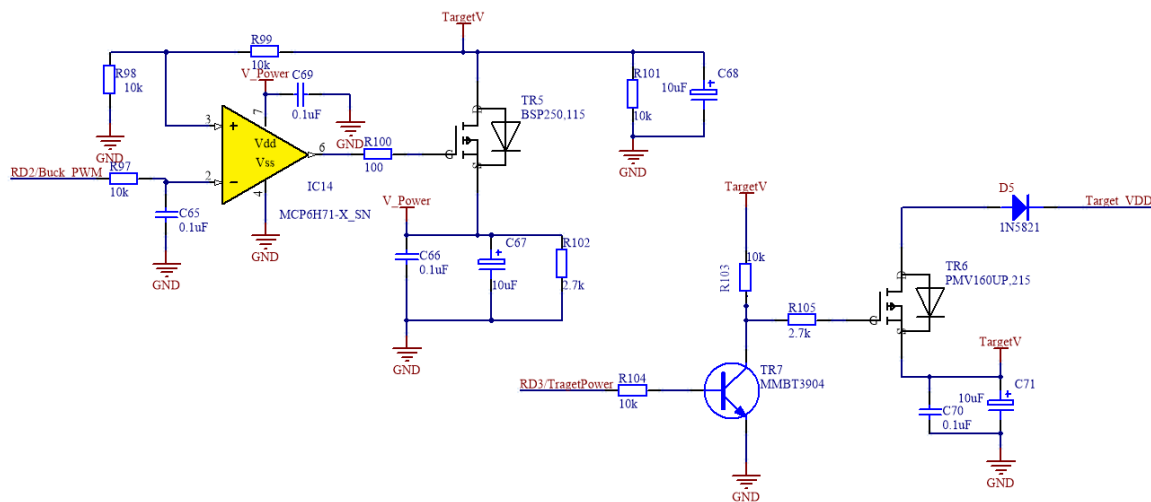 TargetV
R99
10k
R98
10k
GND
V_Power
C69
0.1uF
GND
3
7
Vdd
Vss
6
2
4
IC14
MCP6H71-X_SN
GND
RD2/Buck_PWM
R97
10k
C65
0.1uF
GND
R100
100
G
D
S
TR5
BSP250,115
R101
10k
10uF
C68
GND
V_Power
C66
0.1uF
C67
10uF
R102
2.7k
GND
TargetV
10k
R103
R105
2.7k
RD3/TragetPower
R104
10k
TR7
MMBT3904
GND
D5
1N5821
Target_VDD
G
D
S
TR6
PMV160UP,215
TargetV
10uF
C71
C70
0.1uF
GND